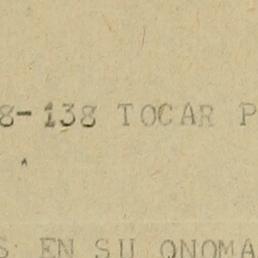 8-138 TOCAR P
S EN SU ONOMA